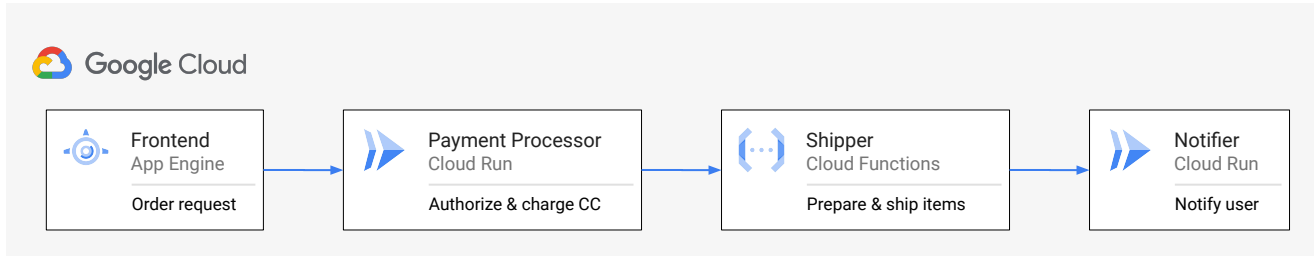 Google Cloud
Frontend
App Engine
Order request
Payment Processor
Cloud Run
Authorize & charge CC
Shipper
Cloud Functions
Prepare & ship items
Notifier
Cloud Run
Notify user